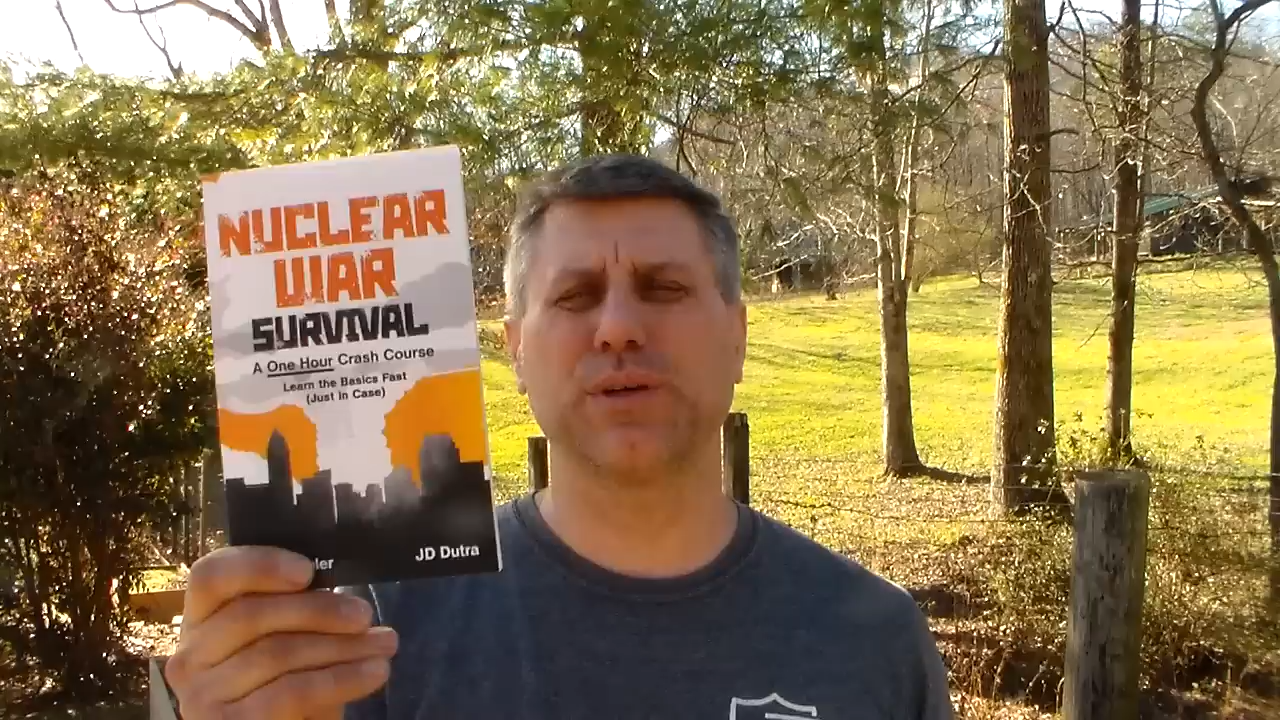 NUCLEAR
WAR
SURVIVAL
A One Hour Crash Course
Learn the Basics Fast
(Just in Case)
JD Dutra